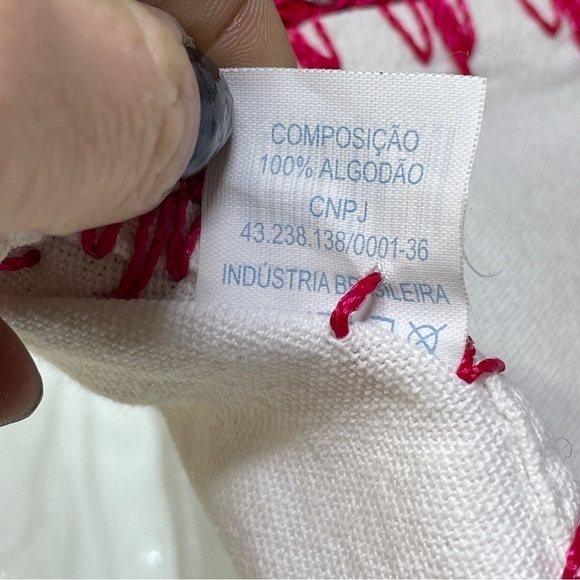 COMPOSIÇÃO
100% ALGODÃO
CNPJ
43.238.138/0001-36
INDÚSTRIA BRASILEIRA